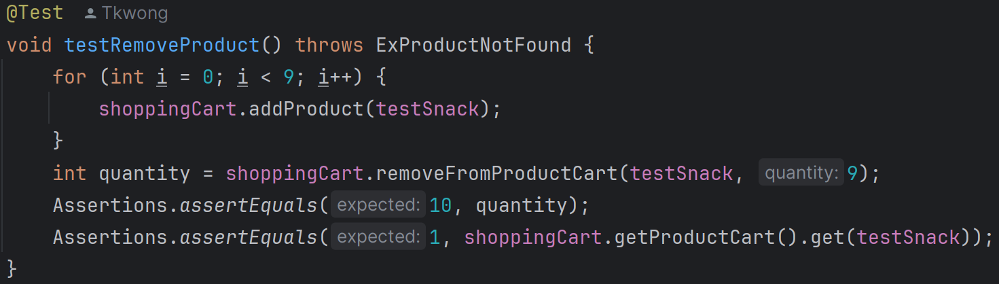 @Test Tkwong
void testRemoveProduct() throws ExProductNotFound {
    for (int i = 0; i < 9; i++) {
        shoppingCart.addProduct(testSnack);
    }
    int quantity = shoppingCart.removeFromProductCart(testSnack, quantity: 9);
    Assertions.assertEquals( expected: 10, quantity);
    Assertions.assertEquals( expected: 1, shoppingCart.getProductCart().get(testSnack));
}